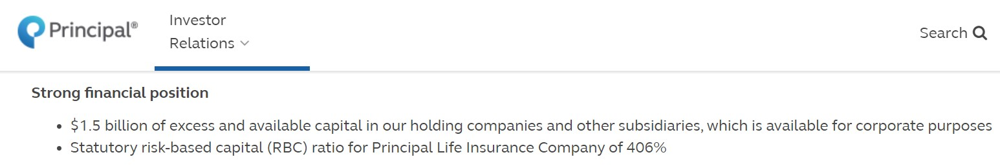 Principal®
Investor
Relations
Search
Strong financial position
• $1.5 billion of excess and available capital in our holding companies and other subsidiaries, which is available for corporate purposes
• Statutory risk-based capital (RBC) ratio for Principal Life Insurance Company of 406%